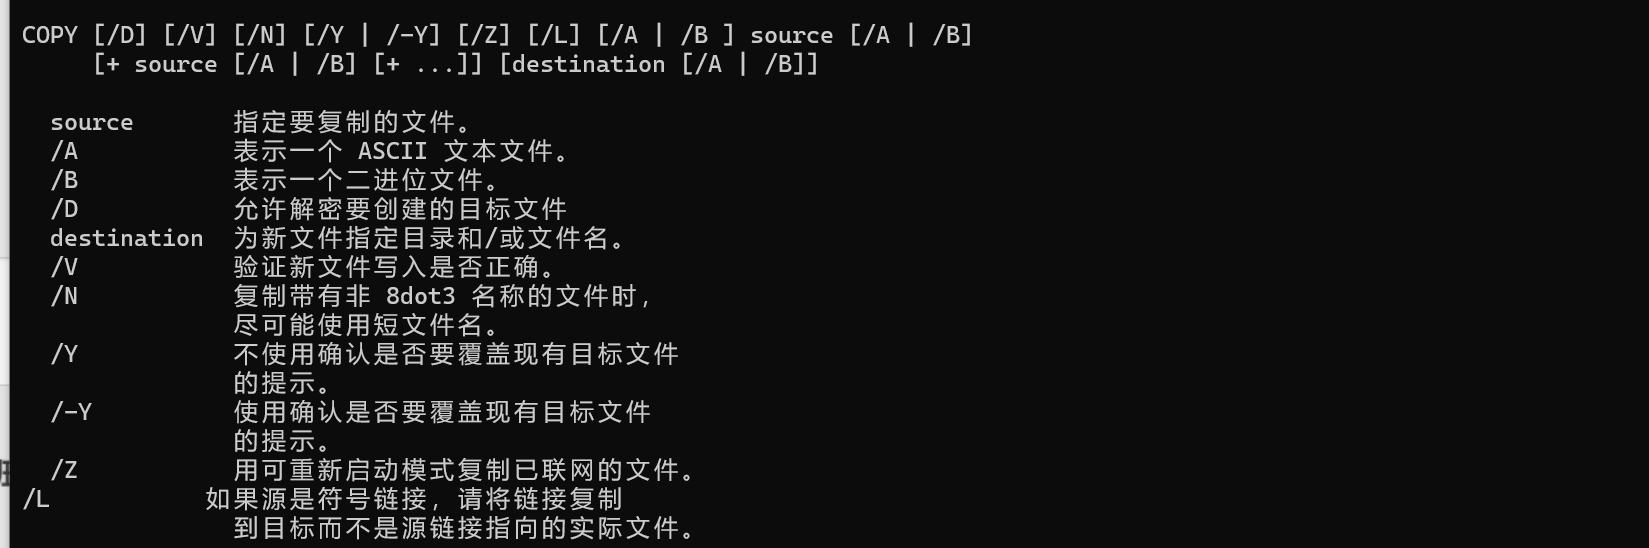 COPY [/D] [/V] [/N] [/Y | /-Y] [/Z] [/L] [/A | /B ] source [/A | /B]
     [+ source [/A | /B] [+ ...]] [destination [/A | /B]]

  source       指定要复制的文件。
  /A           表示一个 ASCII 文本文件。
  /B           表示一个二进位文件。
  /D           允许解密要创建的目标文件
  destination  为新文件指定目录和/或文件名。
  /V           验证新文件写入是否正确。
  /N           复制带有非 8dot3 名称的文件时，
               尽可能使用短文件名。
  /Y           不使用确认是否要覆盖现有目标文件
               的提示。
  /-Y          使用确认是否要覆盖现有目标文件
               的提示。
  /Z           用可重新启动模式复制已联网的文件。
/L           如果源是符号链接，请将链接复制
               到目标而不是源链接指向的实际文件。